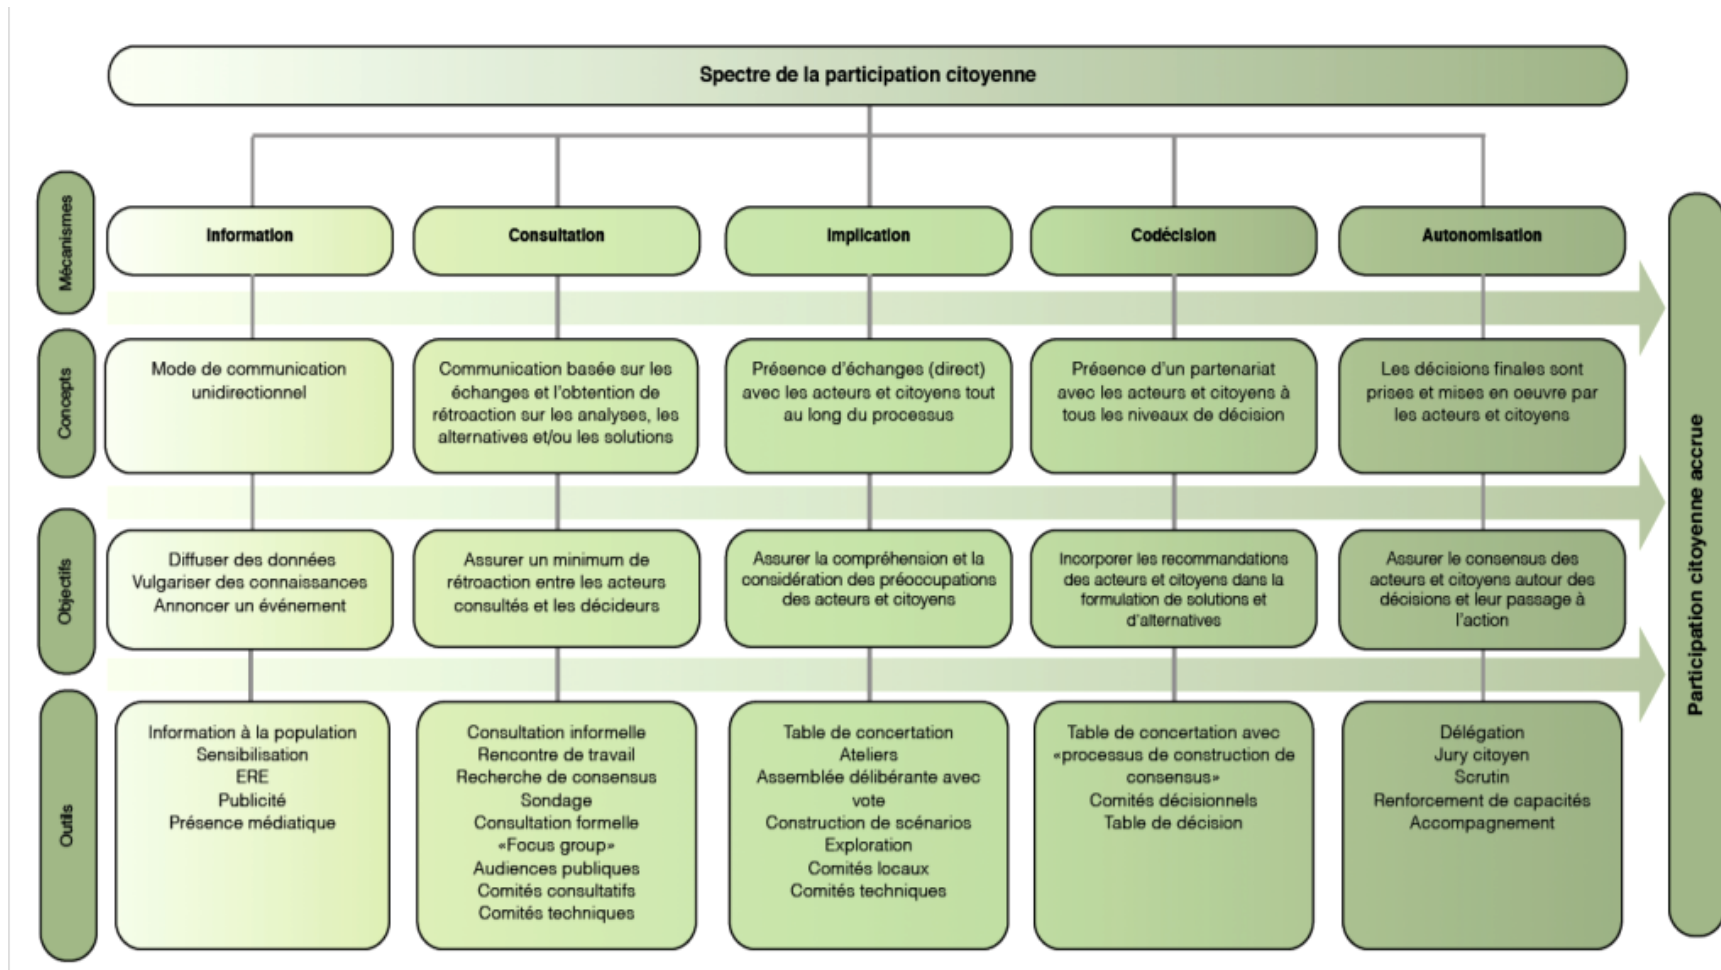 Spectre de la participation citoyenne
Mécanismes
Information
Consultation
Implication
Codécision
Autonomisation
Concepts
Mode de communication
unidirectionnel
Communication basée sur les
échanges et l'obtention de
rétroaction sur les analyses, les
alternatives et/ou les solutions
Présence d'échanges (direct)
avec les acteurs et citoyens tout
au long du processus
Présence d'un partenariat
avec les acteurs et citoyens à
tous les niveaux de décision
Les décisions finales sont
prises et mises en oeuvre par
les acteurs et citoyens
Objectifs
Diffuser des données
Vulgariser des connaissances
Annoncer un événement
Assurer un minimum de
rétroaction entre les acteurs
consultés et les décideurs
Assurer la compréhension et la
considération des préoccupations
des acteurs et citoyens
Incorporer les recommandations
des acteurs et citoyens dans la
formulation de solutions et
d'alternatives
Assurer le consensus des
acteurs et citoyens autour des
décisions et leur passage à
l'action
Outils
Information à la population
Sensibilisation
ERE
Publicité
Présence médiatique
Consultation informelle
Rencontre de travail
Recherche de consensus
Sondage
Consultation formelle
«Focus group»
Audiences publiques
Comités consultatifs
Comités techniques
Table de concertation
Ateliers
Assemblée délibérante avec
vote
Construction de scénarios
Exploration
Comités locaux
Comités techniques
Table de concertation avec
«processus de construction de
consensus»
Comités décisionnels
Table de décision
Délégation
Jury citoyen
Scrutin
Renforcement de capacités
Accompagnement
Participation citoyenne accrue